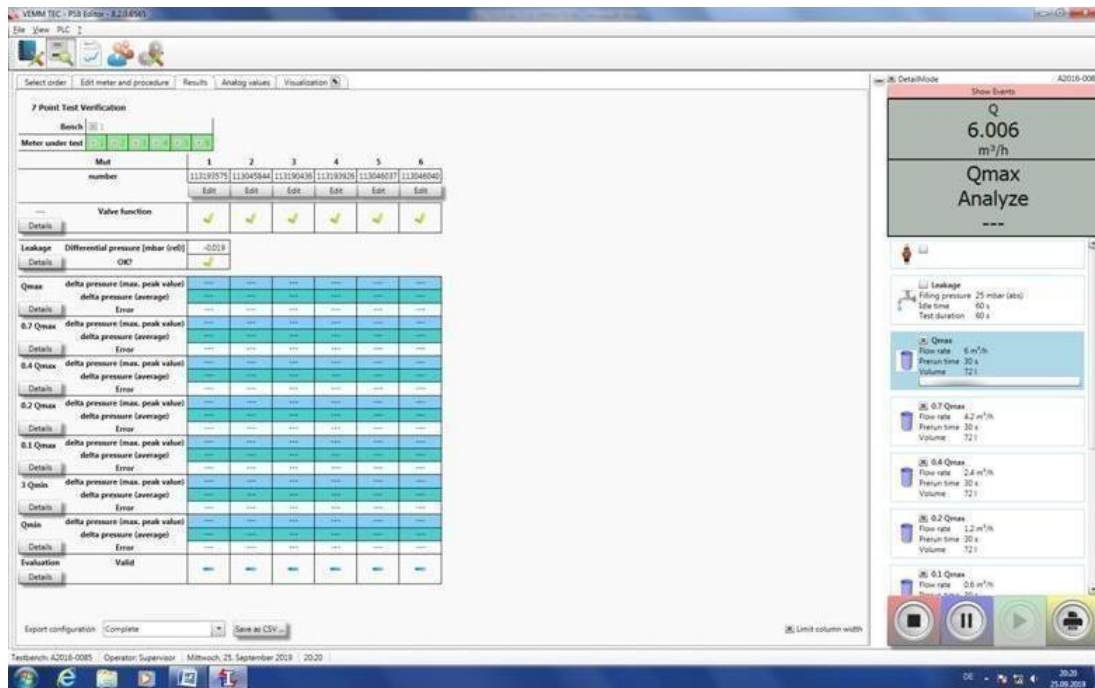 VEMM TEC - PSB Editor - 8.2.0.6565
File View PLC ?
Select order Edit meter and procedure Results Analog values Visualization
DetailMode A2016-008
Show Events
Q
6.006
m³/h
Qmax
Analyze
---
7 Point Test Verification
Bench 1
Meter under test 1 2 3 4 5 6
Mut 1 2 3 4 5 6
number 113193575 113045844 113190436 113193926 113046037 113046040
Edit Edit Edit Edit Edit Edit
--- Valve function
Details
Leakage Differential pressure [mbar (rel)] -0.019
Details OK?
Qmax delta pressure (max. peak value) --- --- --- --- --- ---
delta pressure (average) --- --- --- --- --- ---
Details Error --- --- --- --- --- ---
0.7 Qmax delta pressure (max. peak value) --- --- --- --- --- ---
delta pressure (average) --- --- --- --- --- ---
Details Error --- --- --- --- --- ---
0.4 Qmax delta pressure (max. peak value) --- --- --- --- --- ---
delta pressure (average) --- --- --- --- --- ---
Details Error --- --- --- --- --- ---
0.2 Qmax delta pressure (max. peak value) --- --- --- --- --- ---
delta pressure (average) --- --- --- --- --- ---
Details Error --- --- --- --- --- ---
0.1 Qmax delta pressure (max. peak value) --- --- --- --- --- ---
delta pressure (average) --- --- --- --- --- ---
Details Error --- --- --- --- --- ---
3 Qmin delta pressure (max. peak value) --- --- --- --- --- ---
delta pressure (average) --- --- --- --- --- ---
Details Error --- --- --- --- --- ---
Qmin delta pressure (max. peak value) --- --- --- --- --- ---
delta pressure (average) --- --- --- --- --- ---
Details Error --- --- --- --- --- ---
Evaluation Valid
Details
Leakage
Filling pressure 25 mbar (abs)
Idle time 60 s
Test duration 60 s
Qmax
Flow rate 6 m³/h
Prerun time 30 s
Volume 72 l
0.7 Qmax
Flow rate 4.2 m³/h
Prerun time 30 s
Volume 72 l
0.4 Qmax
Flow rate 2.4 m³/h
Prerun time 30 s
Volume 72 l
0.2 Qmax
Flow rate 1.2 m³/h
Prerun time 30 s
Volume 72 l
0.1 Qmax
Flow rate 0.6 m³/h
Export configuration Complete Save as CSV ... Limit column width
Testbench: A2016-0085 Operator: Supervisor Mittwoch, 25. September 2019 20:20
DE 20:20
25.09.2019